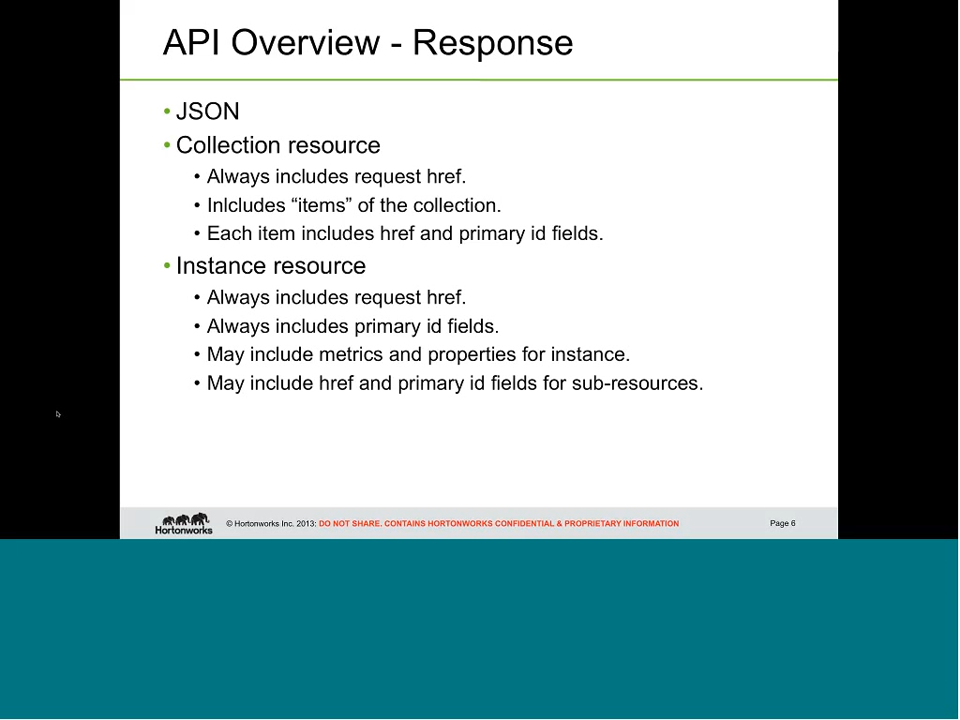 API Overview - Response
• JSON
• Collection resource
• Always includes request href.
• Inlcludes “items” of the collection.
• Each item includes href and primary id fields.
• Instance resource
• Always includes request href.
• Always includes primary id fields.
• May include metrics and properties for instance.
• May include href and primary id fields for sub-resources.
Hortonworks
© Hortonworks Inc. 2013: DO NOT SHARE. CONTAINS HORTONWORKS CONFIDENTIAL & PROPRIETARY INFORMATION
Page 6